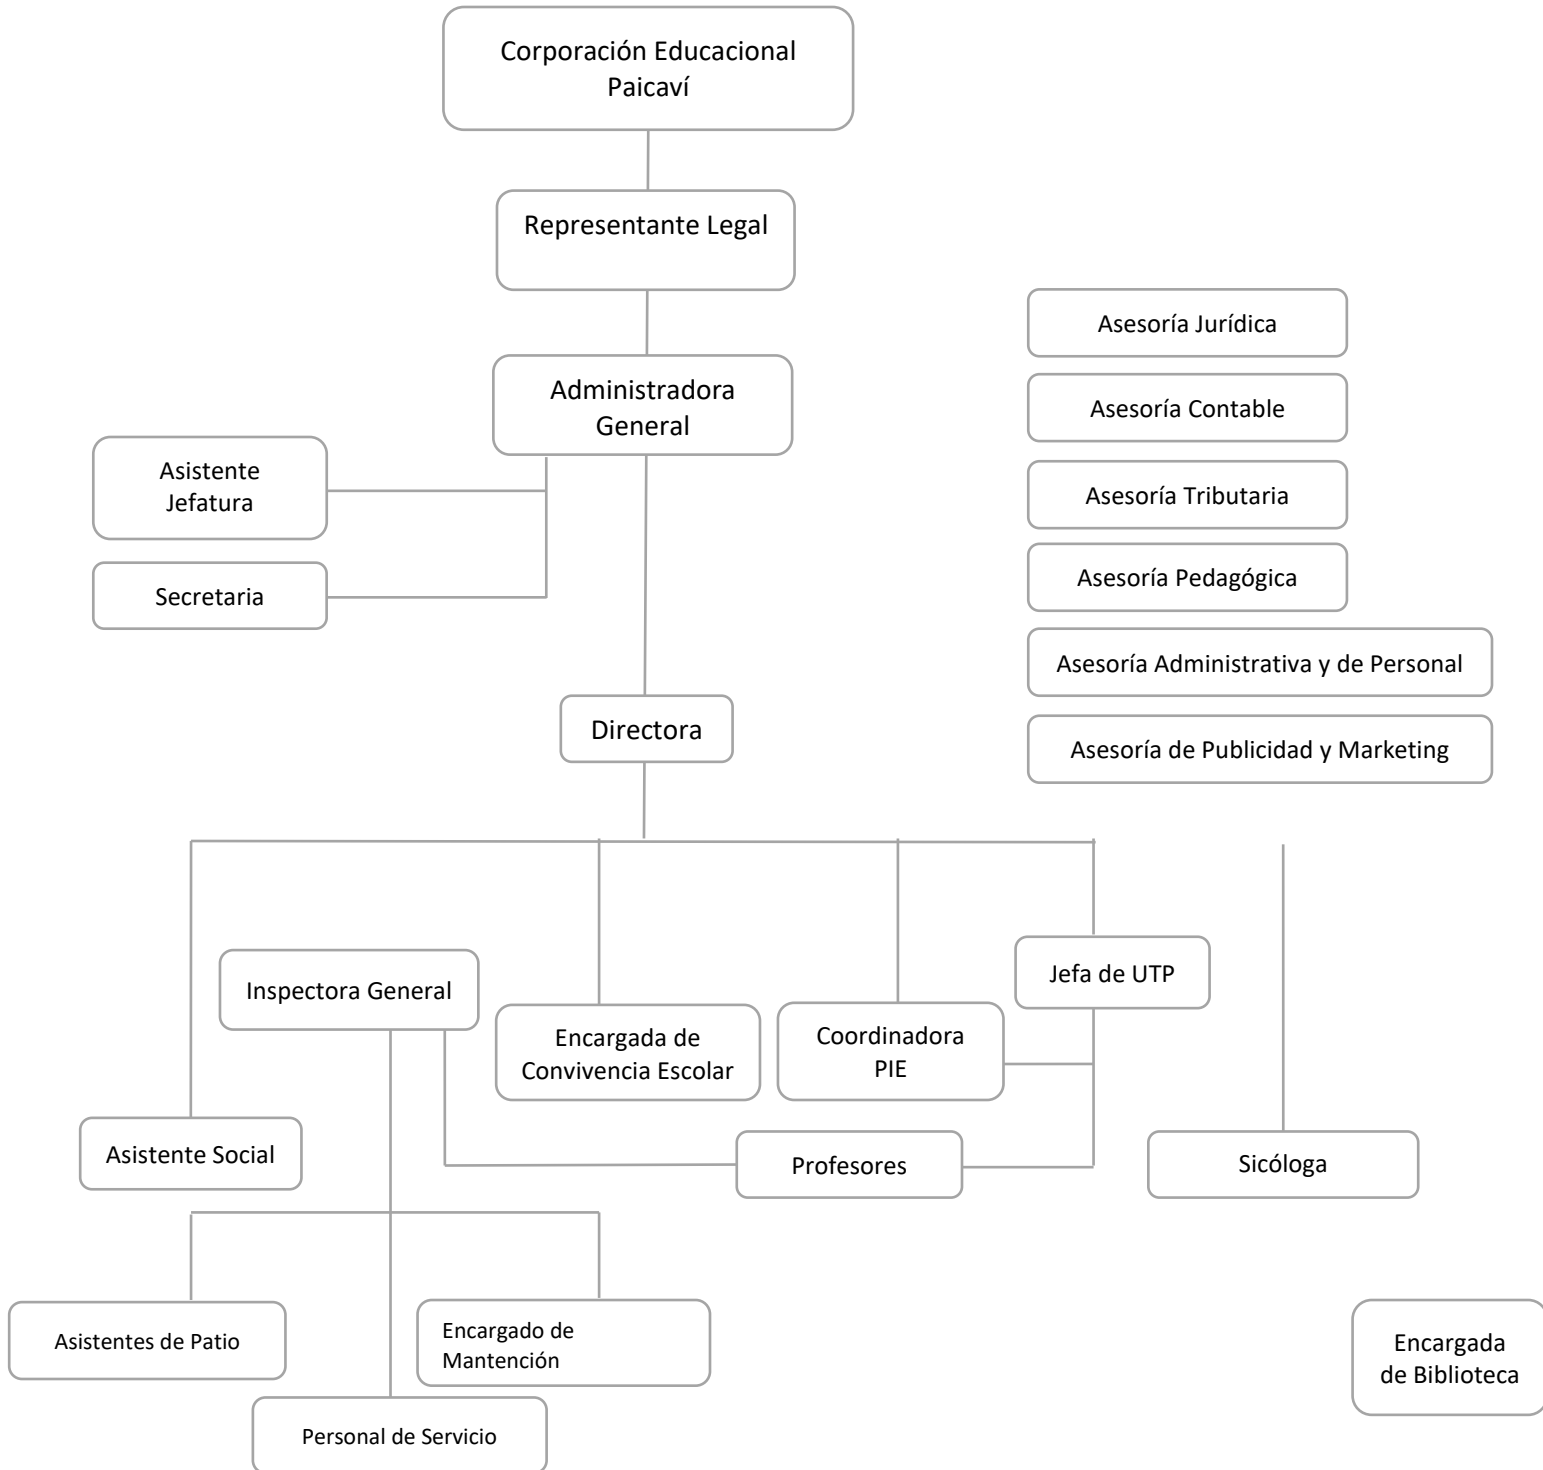 Corporación Educacional
Paicaví
Representante Legal
Asesoría Jurídica
Administradora
General
Asesoría Contable
Asistente
Jefatura
Asesoría Tributaria
Secretaria
Asesoría Pedagógica
Asesoría Administrativa y de Personal
Directora
Asesoría de Publicidad y Marketing
Inspectora General
Jefa de UTP
Encargada de
Convivencia Escolar
Coordinadora
PIE
Asistente Social
Profesores
Sicóloga
Asistentes de Patio
Encargado de
Mantención
Encargada
de Biblioteca
Personal de Servicio